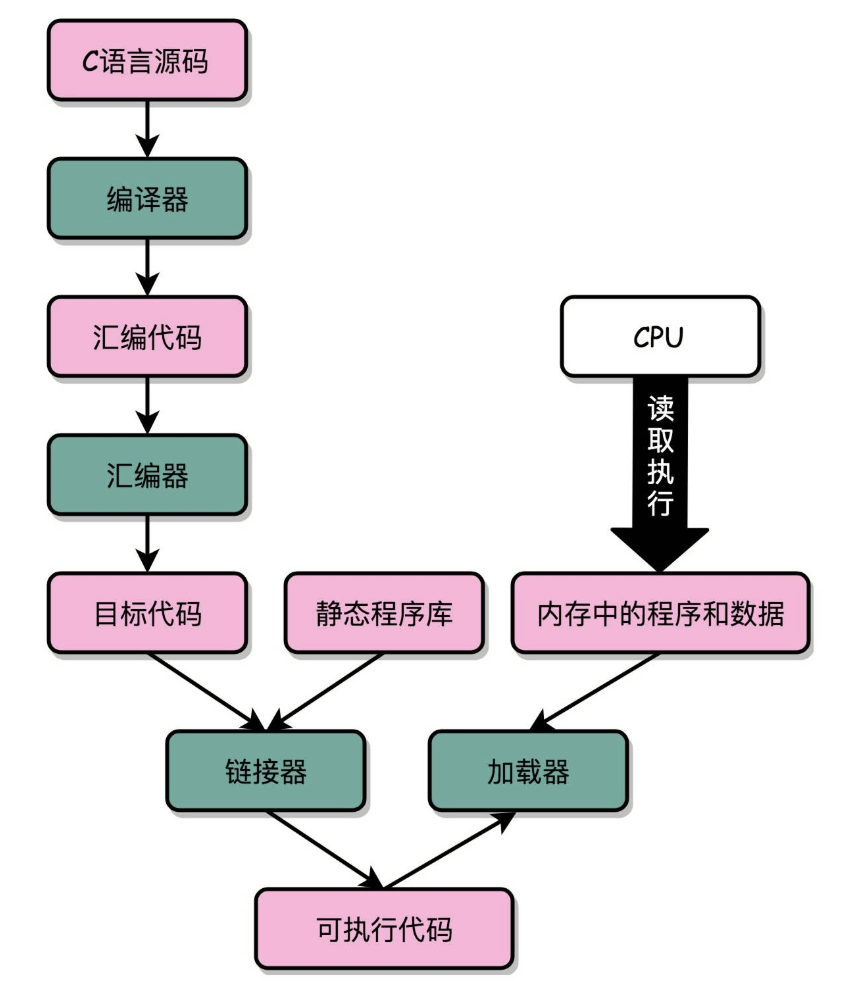 C语言源码
编译器
汇编代码
CPU
读取执行
汇编器
目标代码
静态程序库
内存中的程序和数据
链接器
加载器
可执行代码